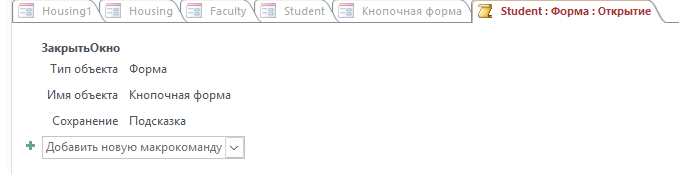 Housing1 Housing Faculty Student Кнопочная форма Student : Форма : Открытие
ЗакрытьОкно
Тип объекта Форма
Имя объекта Кнопочная форма
Сохранение Подсказка
Добавить новую макрокоманду